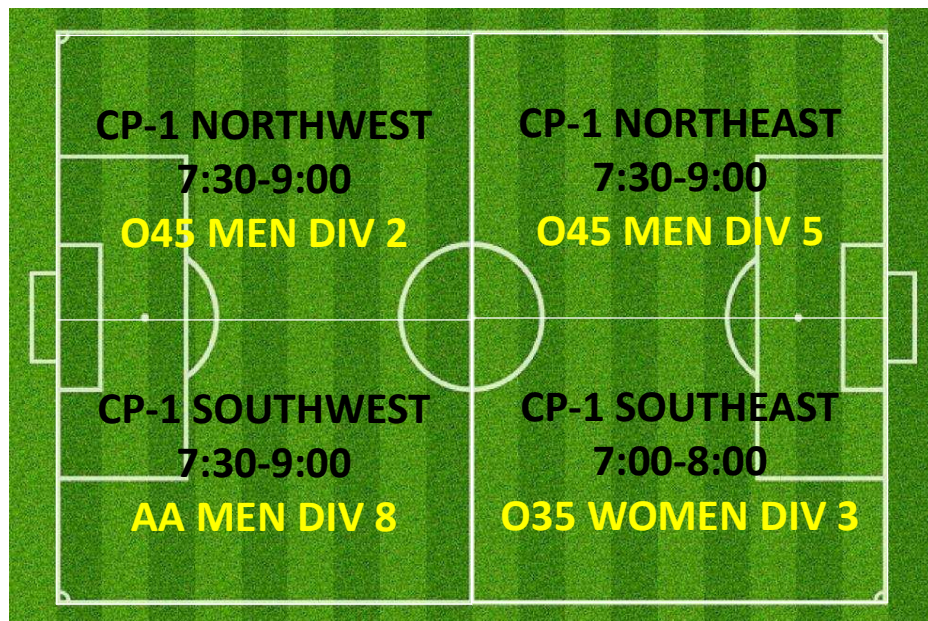 CP-1 NORTHWEST
7:30-9:00
O45 MEN DIV 2
CP-1 NORTHEAST
7:30-9:00
O45 MEN DIV 5
CP-1 SOUTHWEST
7:30-9:00
AA MEN DIV 8
CP-1 SOUTHEAST
7:00-8:00
O35 WOMEN DIV 3